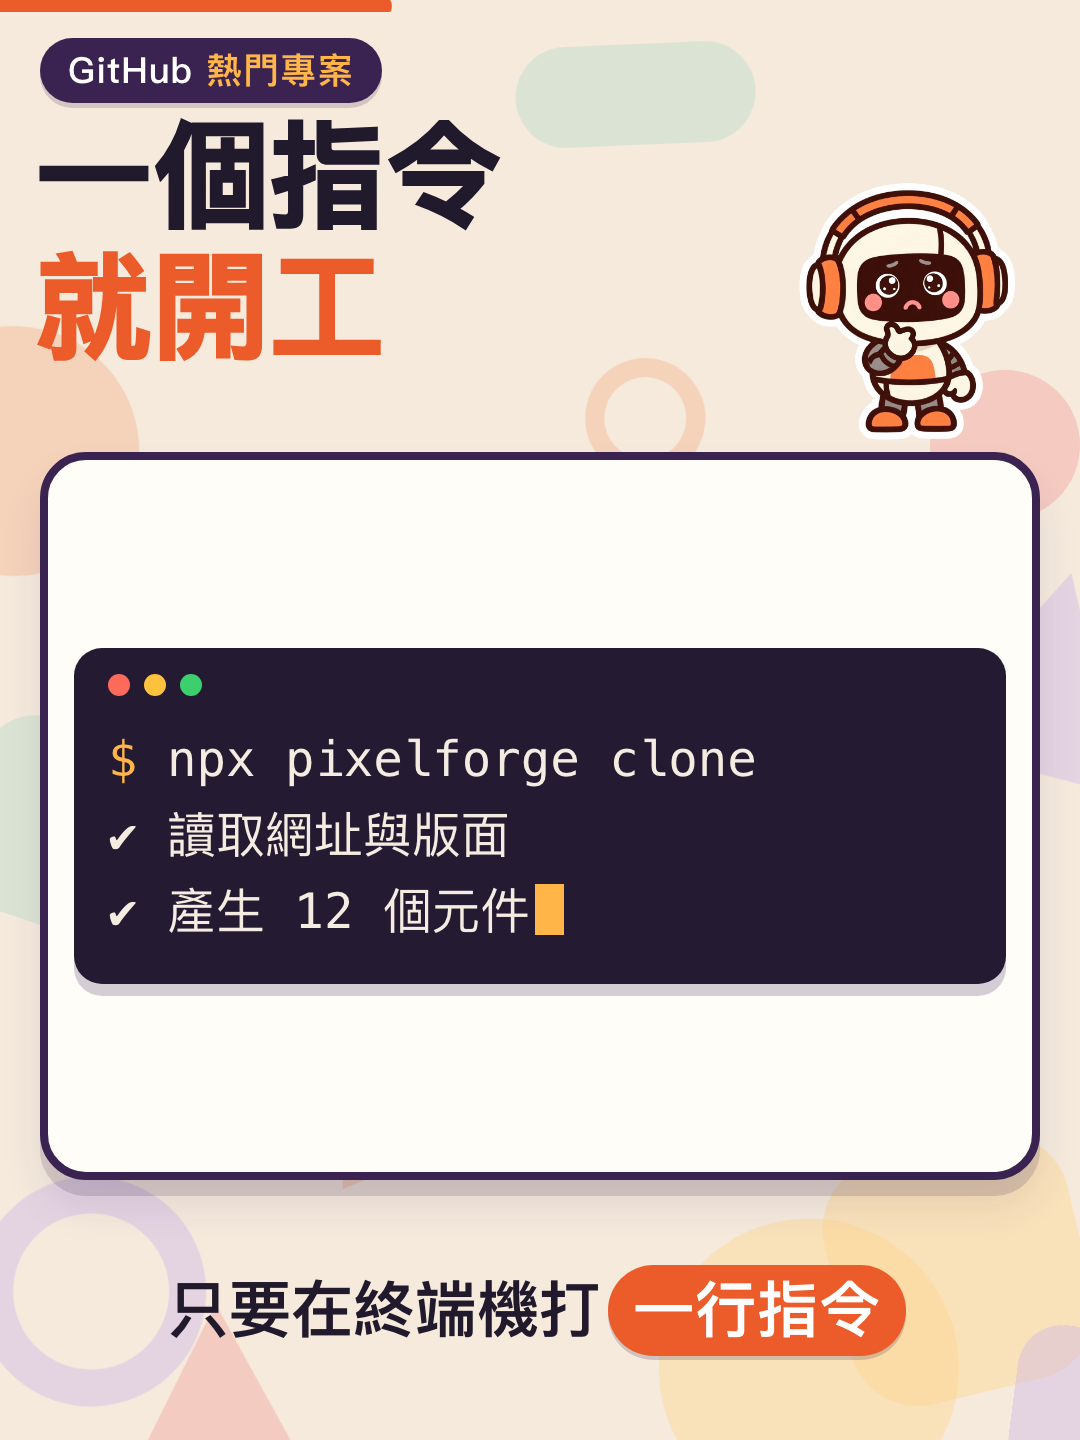 GitHub 熱門專案
一個指令
就開工
$ npx pixelforge clone
✔ 讀取網址與版面
✔ 產生 12 個元件
只要在終端機打 一行指令